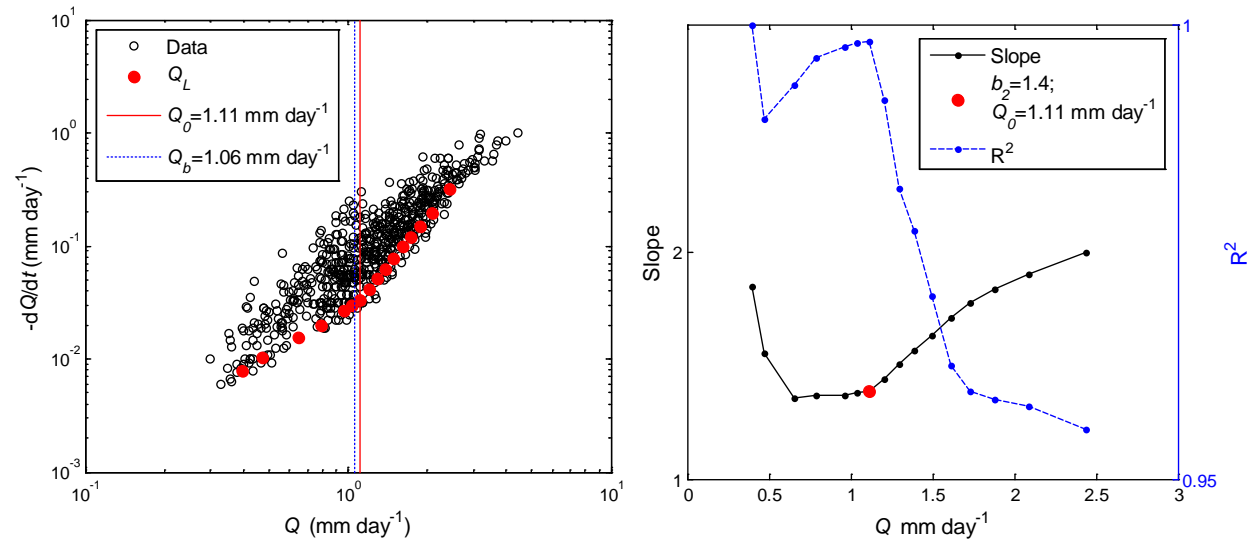 10^1
10^0
10^-1
10^-2
10^-3
-dQ/dt (mm day^-1)
Data
Q_L
Q_0=1.11 mm day^-1
Q_b=1.06 mm day^-1
10^-1
10^0
10^1
Q (mm day^-1)
2
1
Slope
Slope
b_2=1.4;
Q_0=1.11 mm day^-1
R^2
1
0.95
R^2
0
0.5
1
1.5
2
2.5
3
Q mm day^-1